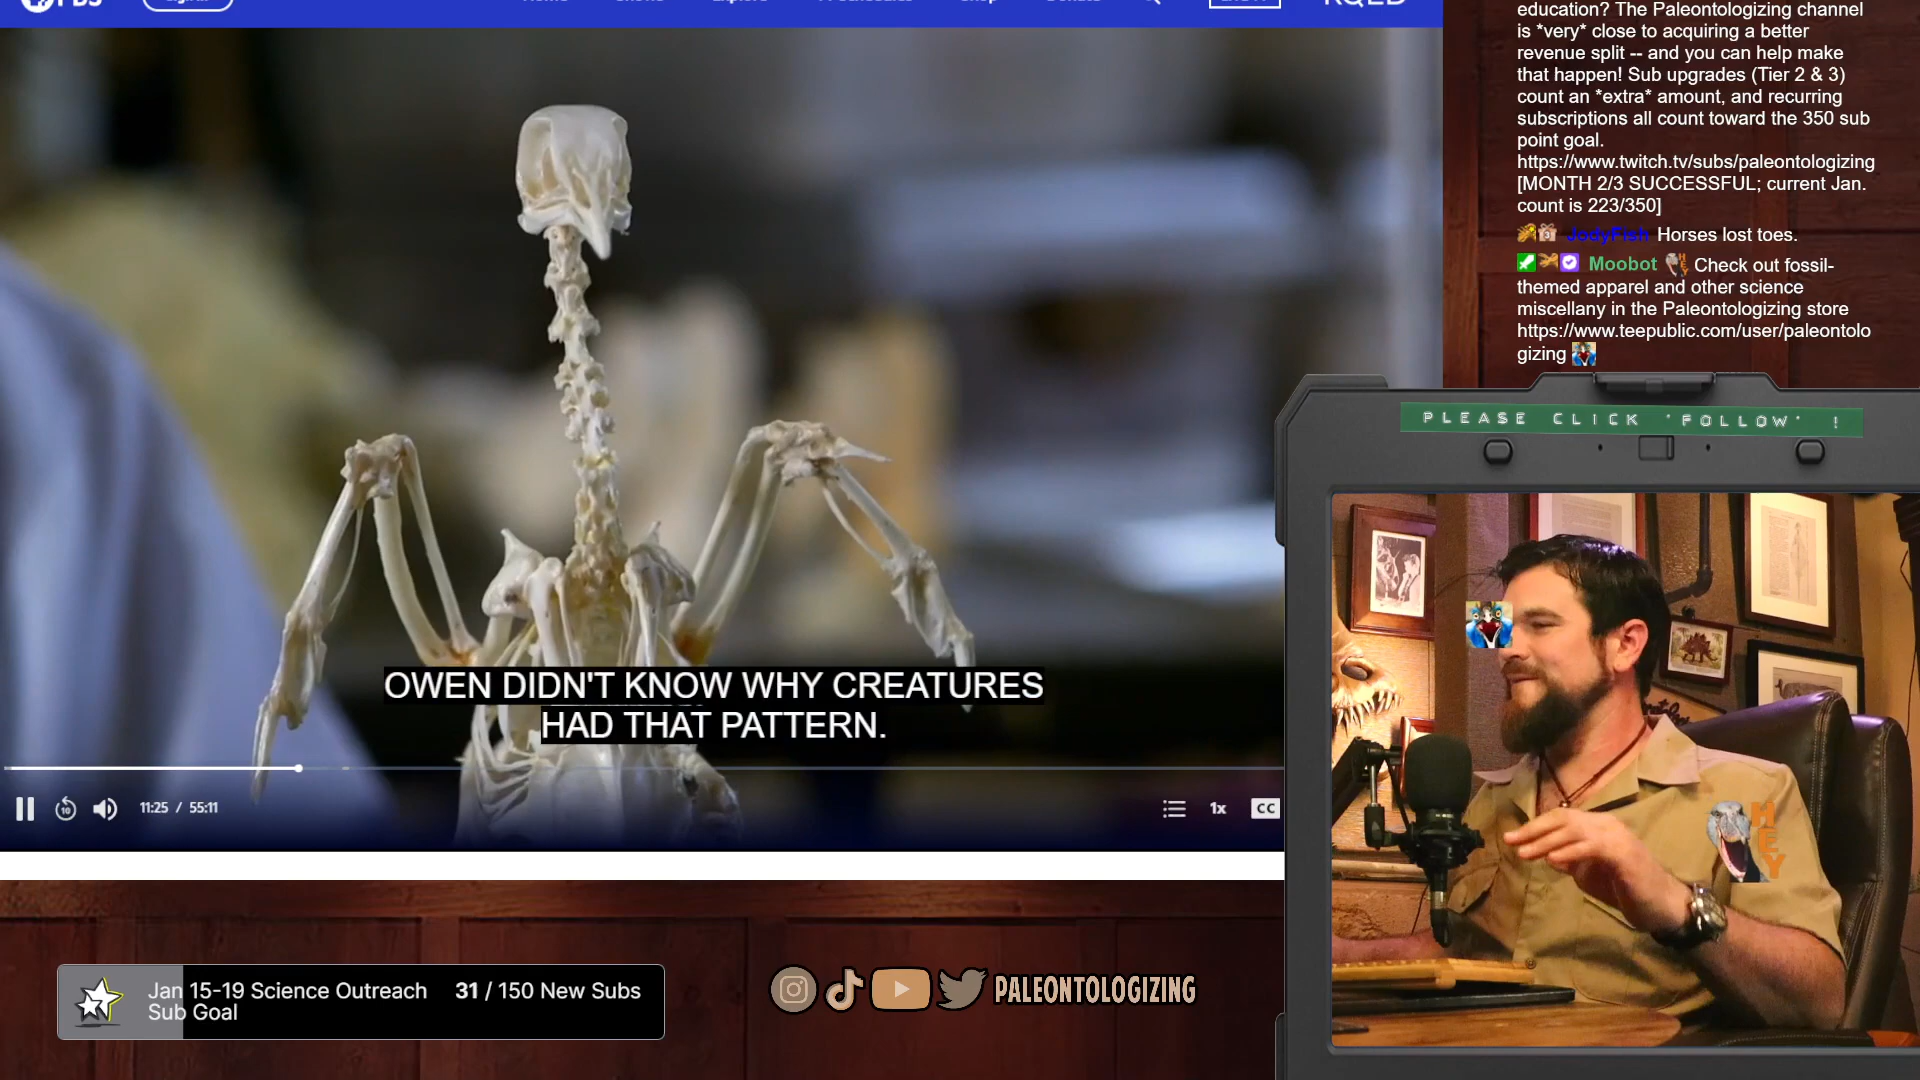 PBS
education? The Paleontologizing channel
is *very* close to acquiring a better
revenue split -- and you can help make
that happen! Sub upgrades (Tier 2 & 3)
count an *extra* amount, and recurring
subscriptions all count toward the 350 sub
point goal.
https://www.twitch.tv/subs/paleontologizing
[MONTH 2/3 SUCCESSFUL; current Jan.
count is 223/350]
JodyFish Horses lost toes.
Moobot HEY Check out fossil-
themed apparel and other science
miscellany in the Paleontologizing store
https://www.teepublic.com/user/paleontolo
gizing
PLEASE CLICK 'FOLLOW' !
OWEN DIDN'T KNOW WHY CREATURES
HAD THAT PATTERN.
10
11:25 / 55:11
1x
CC
HEY
Jan 15-19 Science Outreach 31 / 150 New Subs
Sub Goal
PALEONTOLOGIZING